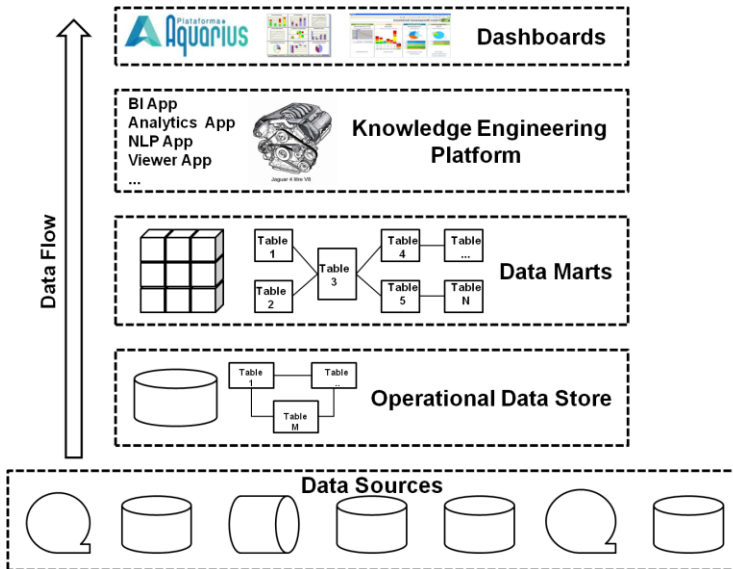 Plataforma
Aquarius
Dashboards
BI App
Analytics App
NLP App
Viewer App
...
Jaguar 4 litre V8
Knowledge Engineering
Platform
Data Flow
Table
1
Table
2
Table
3
Table
4
Table
...
Table
5
Table
N
Data Marts
Table
1
Table
..
Table
M
Operational Data Store
Data Sources